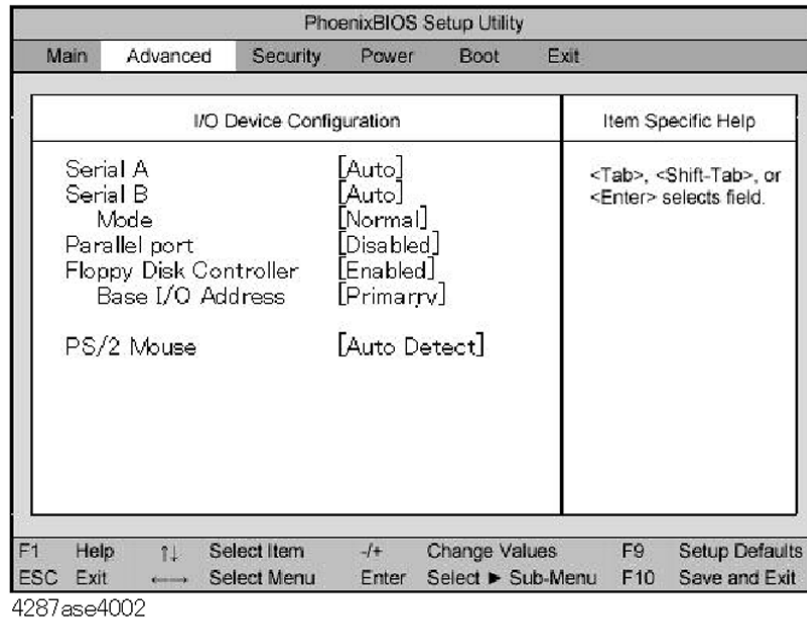 PhoenixBIOS Setup Utility
Main Advanced Security Power Boot Exit
I/O Device Configuration
Item Specific Help
Serial A [Auto]
Serial B [Auto]
Mode [Normal]
Parallel port [Disabled]
Floppy Disk Controller [Enabled]
Base I/O Address [Primarrv]
PS/2 Mouse [Auto Detect]
<Tab>, <Shift-Tab>, or
<Enter> selects field.
F1 Help ↑↓ Select Item -/+ Change Values F9 Setup Defaults
ESC Exit ←→ Select Menu Enter Select ► Sub-Menu F10 Save and Exit
4287ase4002